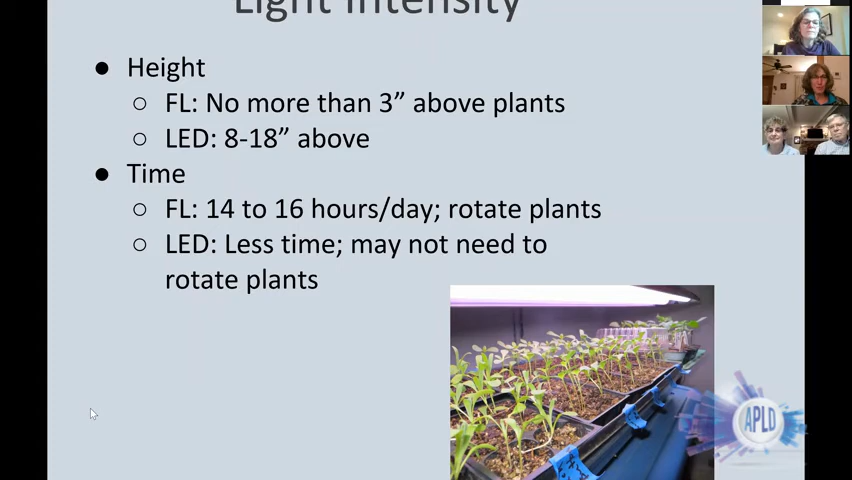 Light Intensity
● Height
○ FL: No more than 3” above plants
○ LED: 8-18” above
● Time
○ FL: 14 to 16 hours/day; rotate plants
○ LED: Less time; may not need to
rotate plants
APLD